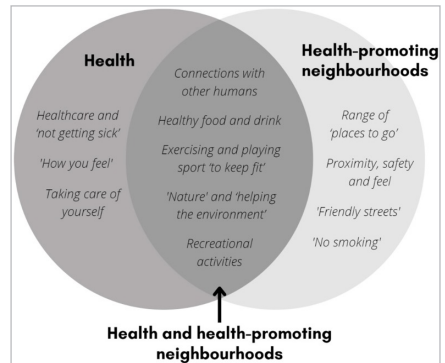 Health
Healthcare and
‘not getting sick’
'How you feel'
Taking care of
yourself
Connections with
other humans
Healthy food and drink
Exercising and playing
sport ‘to keep fit’
'Nature' and ‘helping
the environment’
Recreational
activities
Health-promoting
neighbourhoods
Range of
‘places to go’
Proximity, safety
and feel
'Friendly streets'
'No smoking'
Health and health-promoting
neighbourhoods